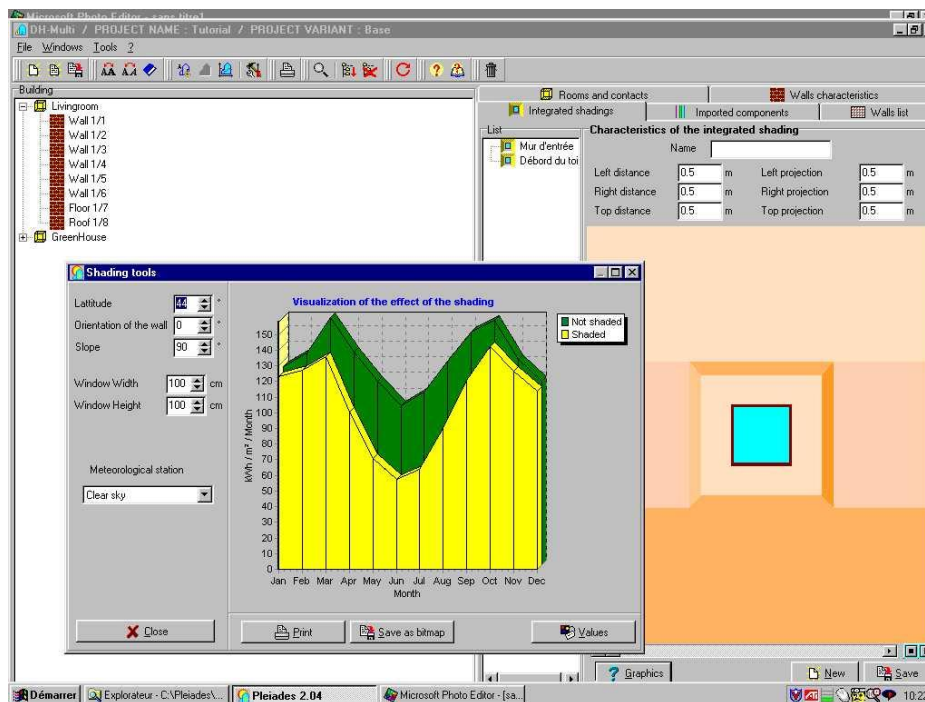 Microsoft Photo Editor - sans titre1
DH-Multi / PROJECT NAME : Tutorial / PROJECT VARIANT : Base
File Windows Tools ?
Building
Livingroom
Wall 1/1
Wall 1/2
Wall 1/3
Wall 1/4
Wall 1/5
Wall 1/6
Floor 1/7
Roof 1/8
GreenHouse
Rooms and contacts
Walls characteristics
Integrated shadings
Imported components
Walls list
List
Mur d'entrée
Débord du toi
Characteristics of the integrated shading
Name
Left distance 0.5 m Left projection 0.5 m
Right distance 0.5 m Right projection 0.5 m
Top distance 0.5 m Top projection 0.5 m
Shading tools
Lattitude 44 °
Orientation of the wall 0 °
Slope 90 °
Window Width 100 cm
Window Height 100 cm
Meteorological station
Clear sky
Visualization of the effect of the shading
Not shaded
Shaded
kWh / m² / Month
150
140
130
120
110
100
90
80
70
60
50
40
30
20
10
0
Jan Feb Mar Apr May Jun Jul Aug Sep Oct Nov Dec
Month
Close
Print
Save as bitmap
Values
? Graphics
New
Save
Démarrer
Explorateur - C:\Pleiades\...
Pleiades 2.04
Microsoft Photo Editor - [sa...
10:22